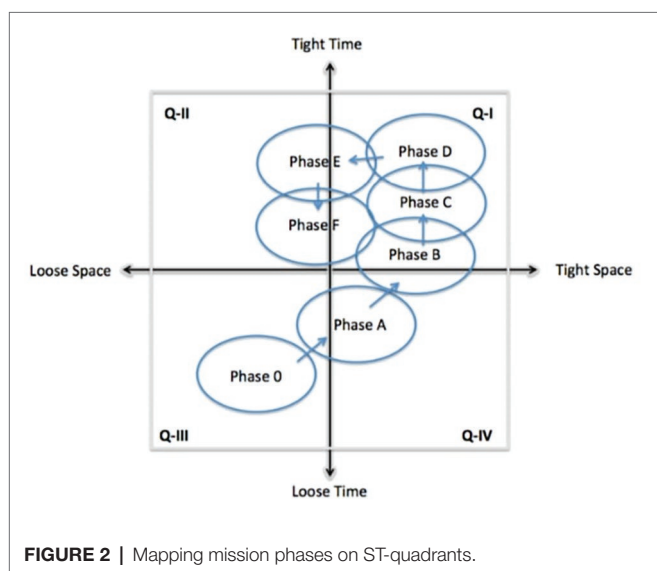 Tight Time
Q-II
Q-I
Phase E
Phase D
Phase C
Phase F
Phase B
Loose Space
Tight Space
Phase A
Phase 0
Q-III
Q-IV
Loose Time
FIGURE 2 | Mapping mission phases on ST-quadrants.